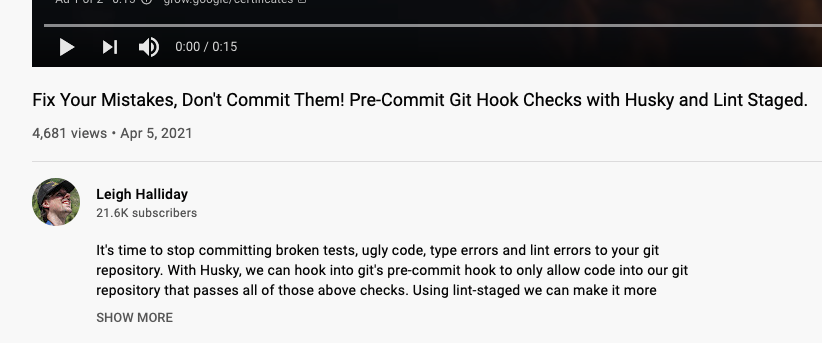 Ad 1 of 2 · 0:15 grow.google/certificates
0:00 / 0:15
Fix Your Mistakes, Don't Commit Them! Pre-Commit Git Hook Checks with Husky and Lint Staged.
4,681 views • Apr 5, 2021
Leigh Halliday
21.6K subscribers
It's time to stop committing broken tests, ugly code, type errors and lint errors to your git
repository. With Husky, we can hook into git's pre-commit hook to only allow code into our git
repository that passes all of those above checks. Using lint-staged we can make it more
SHOW MORE